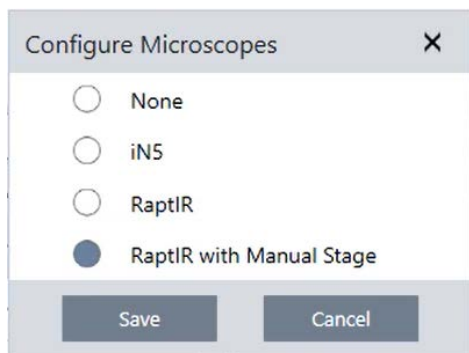 Configure Microscopes
None
iN5
RaptIR
RaptIR with Manual Stage
Save Cancel